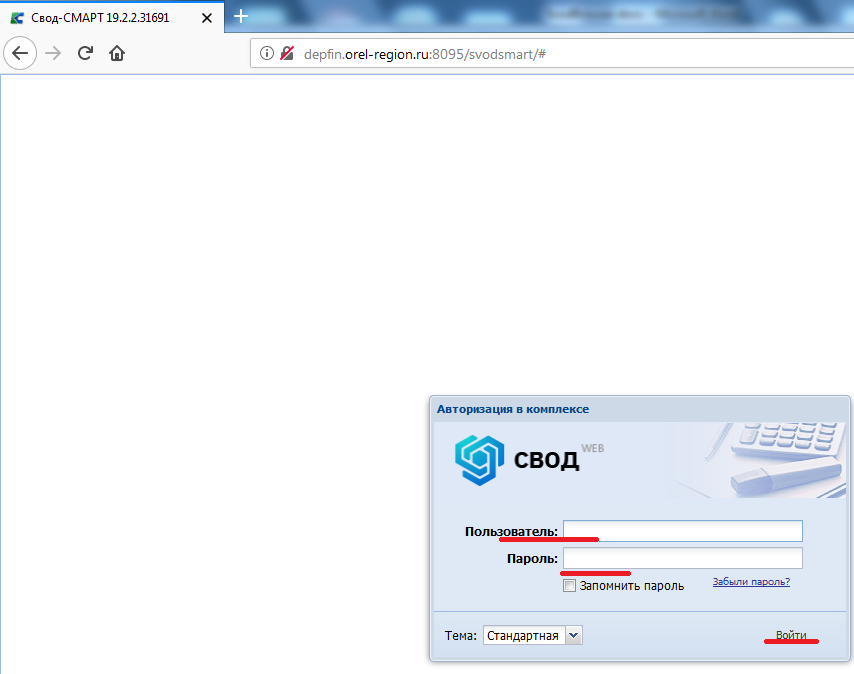 Свод-СМАРТ 19.2.2.31691
depfin.orel-region.ru:8095/svodsmart/#
Авторизация в комплексе
СВОД WEB
Пользователь:
Пароль:
Запомнить пароль Забыли пароль?
Тема: Стандартная Войти